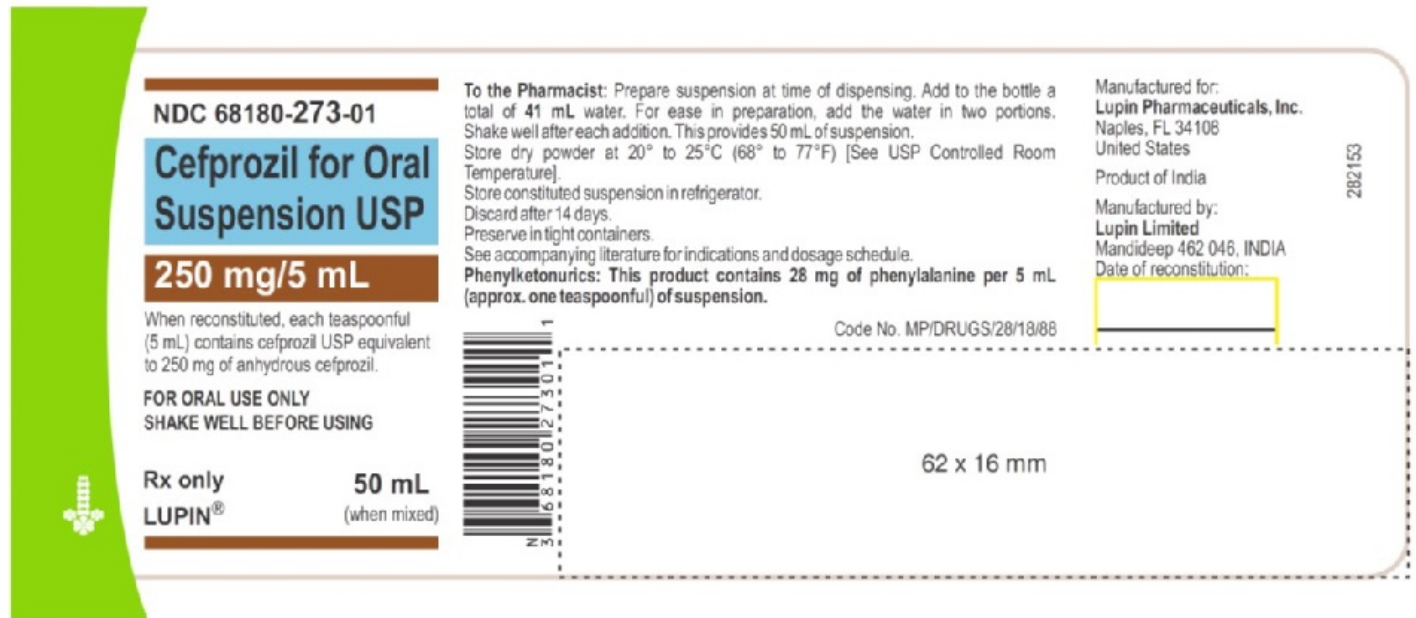 NDC 68180-273-01
Cefprozil for Oral
Suspension USP
250 mg/5 mL
When reconstituted, each teaspoonful
(5 mL) contains cefprozil USP equivalent
to 250 mg of anhydrous cefprozil.
FOR ORAL USE ONLY
SHAKE WELL BEFORE USING
Rx only
50 mL
LUPIN®
(when mixed)
To the Pharmacist: Prepare suspension at time of dispensing. Add to the bottle a
total of 41 mL water. For ease in preparation, add the water in two portions.
Shake well after each addition. This provides 50 mL of suspension.
Store dry powder at 20° to 25°C (68° to 77°F) [See USP Controlled Room
Temperature].
Store constituted suspension in refrigerator.
Discard after 14 days.
Preserve in tight containers.
See accompanying literature for indications and dosage schedule.
Phenylketonurics: This product contains 28 mg of phenylalanine per 5 mL
(approx. one teaspoonful) of suspension.
Code No. MP/DRUGS/28/18/88
N
3 68180 27301 1
Manufactured for:
Lupin Pharmaceuticals, Inc.
Naples, FL 34108
United States
Product of India
Manufactured by:
Lupin Limited
Mandideep 462 046, INDIA
Date of reconstitution:
282153
62 x 16 mm